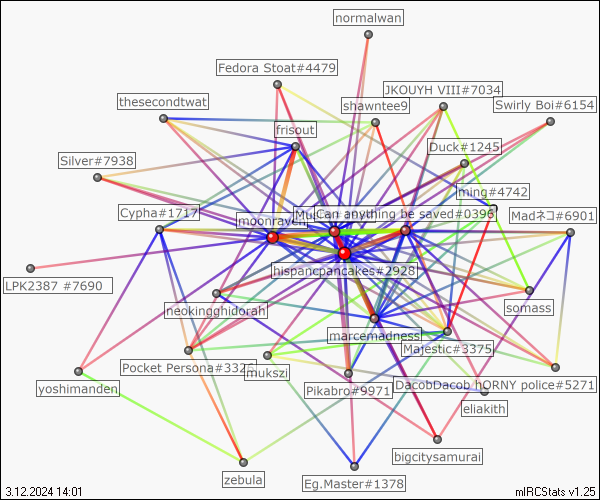 normalwan
Fedora Stoat#4479
JKOUYH VIII#7034
thesecondtwat
shawntee9
Swirly Boi#6154
frisout
Duck#1245
Silver#7938
ming#4742
Cypha#1717
moonraven
Can anything be saved#0396
Madネコ#6901
hispancpancakes#2928
LPK2387 #7690
neokingghidorah
somass
marcemadness
Majestic#3375
Pocket Persona#332
mukszi
Pikabro#9971
DacobDacob hORNY police#5271
yoshimanden
eliakith
bigcitysamurai
zebula
Eg.Master#1378
3.12.2024 14:01
mIRCStats v1.25